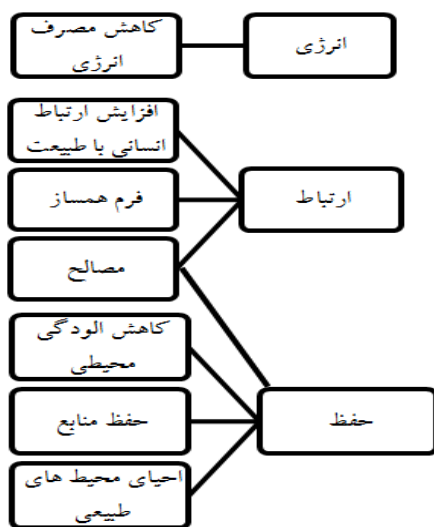 انرژی
کاهش مصرف
انرژی
ارتباط
افزایش ارتباط
انسانی با طبیعت
فرم همساز
مصالح
حفظ
کاهش الودگی
محیطی
حفظ منابع
احیای محیط های
طبیعی